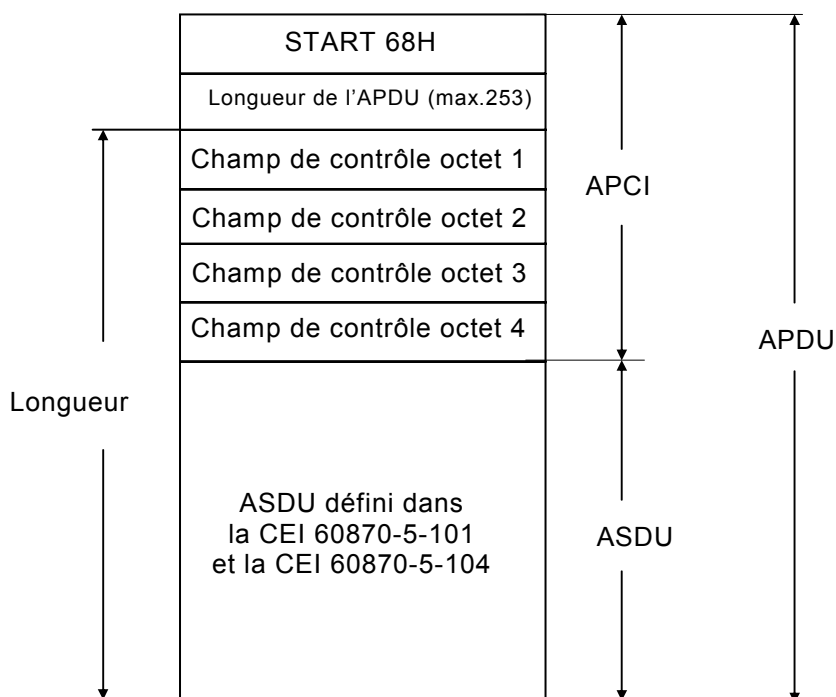 START 68H
Longueur de l'APDU (max.253)
Champ de contrôle octet 1
Champ de contrôle octet 2
Champ de contrôle octet 3
Champ de contrôle octet 4
ASDU défini dans
la CEI 60870-5-101
et la CEI 60870-5-104
Longueur
APCI
ASDU
APDU